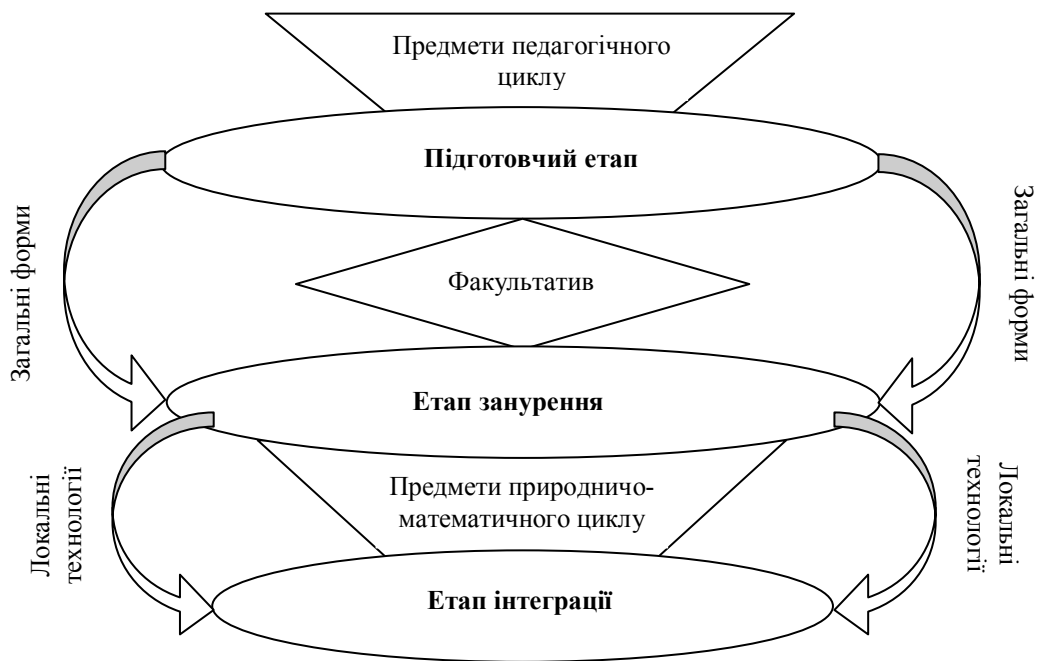 Предмети педагогічного
циклу
Підготовчий етап
Загальні форми
Загальні форми
Факультатив
Етап занурення
Локальні
технології
Предмети природничо-
математичного циклу
Локальні
технології
Етап інтеграції